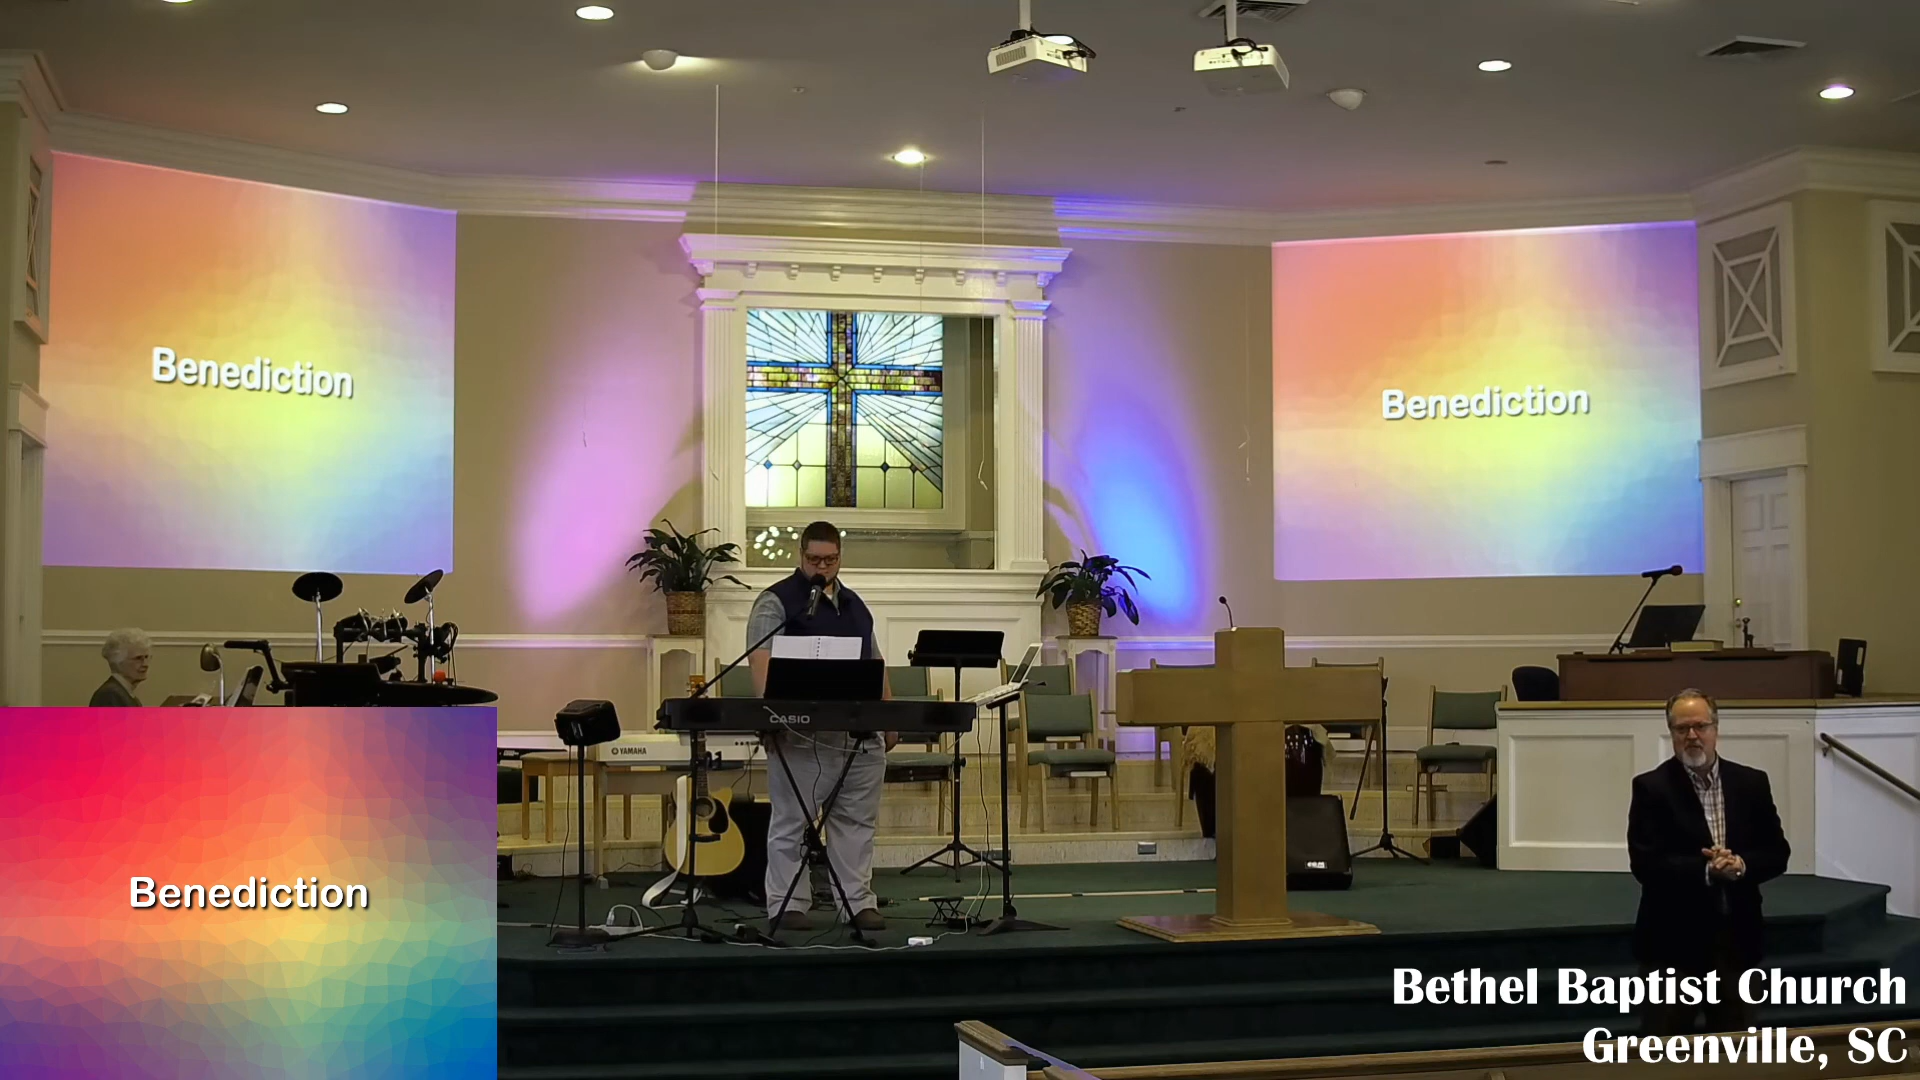 Benediction
Benediction
CASIO
YAMAHA
Benediction
Bethel Baptist Church
Greenville, SC